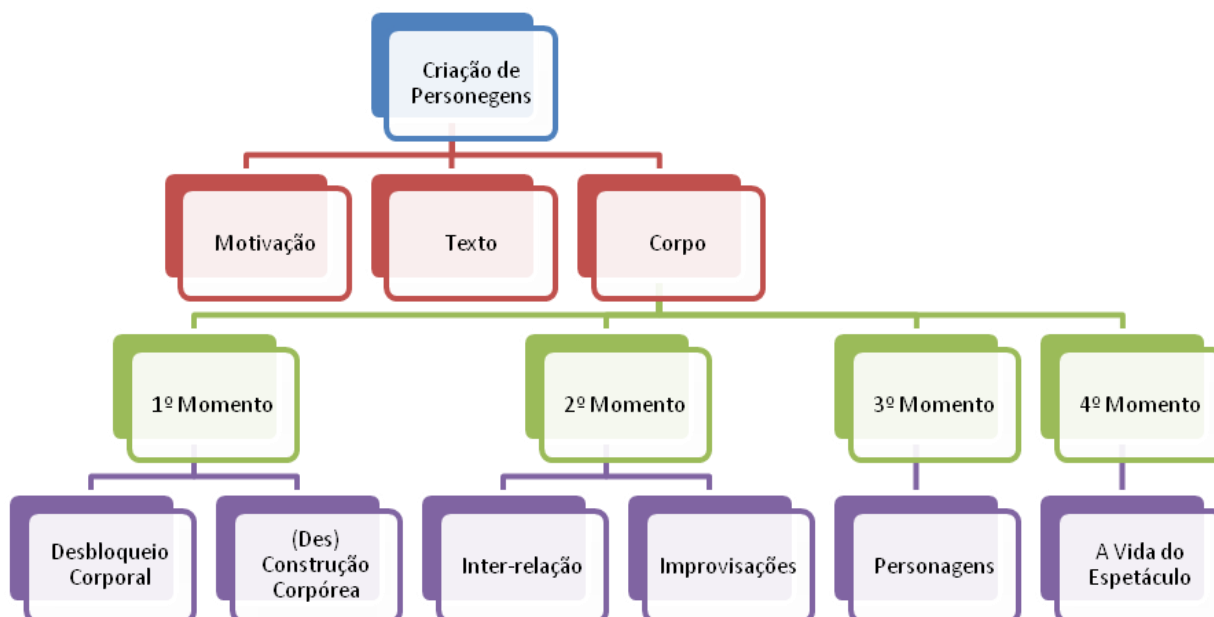 Criação de
Personegens
Motivação
Texto
Corpo
1º Momento
2º Momento
3º Momento
4º Momento
Desbloqueio
Corporal
(Des)
Construção
Corpórea
Inter-relação
Improvisações
Personagens
A Vida do
Espetáculo